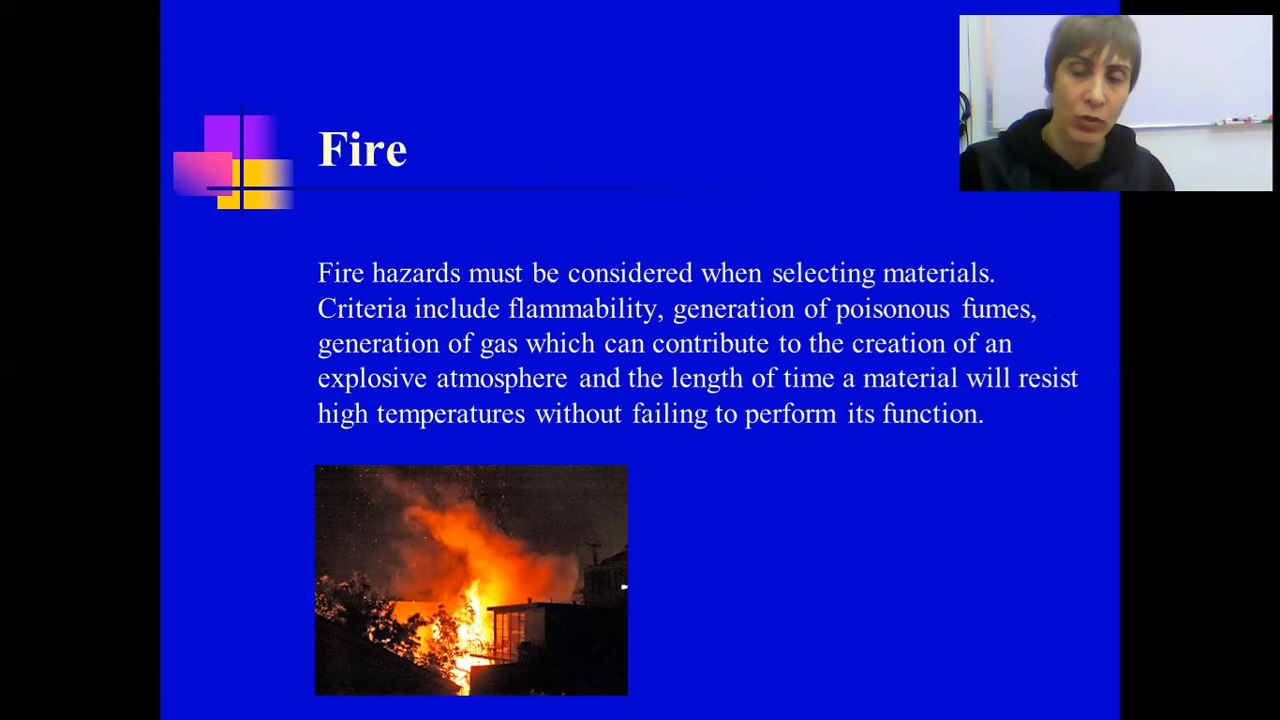 Fire
Fire hazards must be considered when selecting materials.
Criteria include flammability, generation of poisonous fumes,
generation of gas which can contribute to the creation of an
explosive atmosphere and the length of time a material will resist
high temperatures without failing to perform its function.